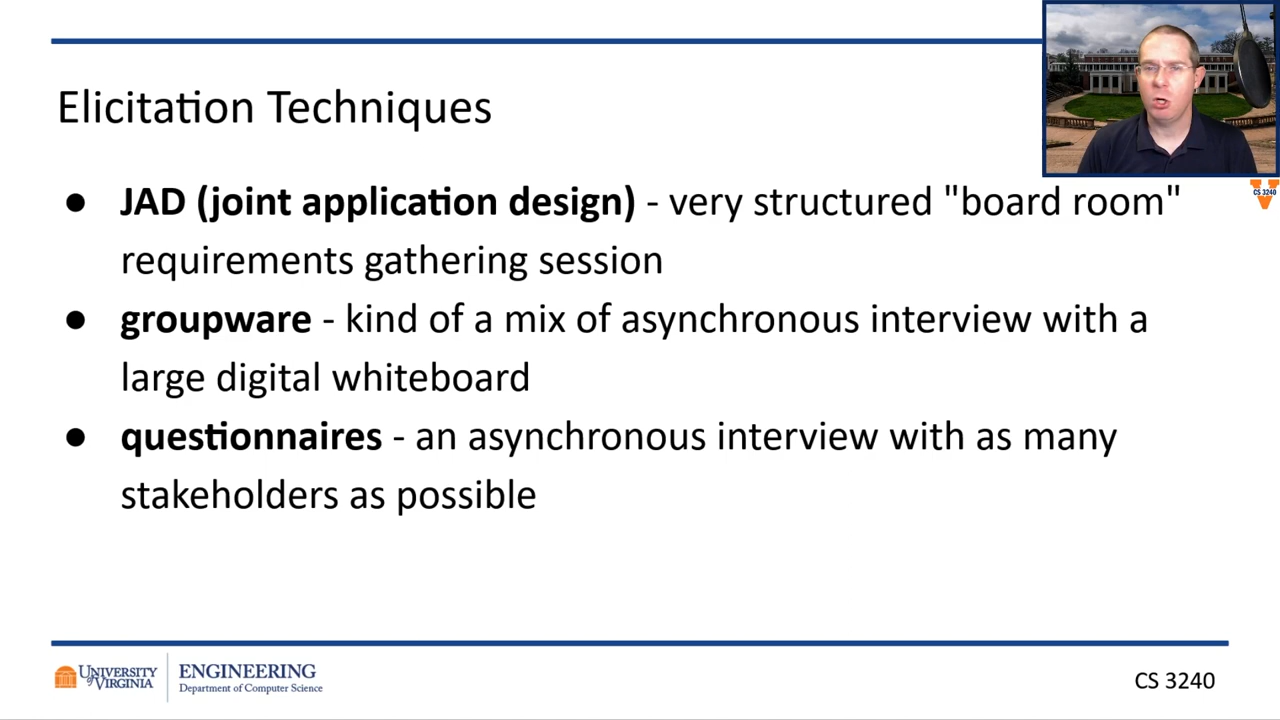 Elicitation Techniques
● JAD (joint application design) - very structured "board room"
requirements gathering session
● groupware - kind of a mix of asynchronous interview with a
large digital whiteboard
● questionnaires - an asynchronous interview with as many
stakeholders as possible
CS 3240
UNIVERSITY
of VIRGINIA
ENGINEERING
Department of Computer Science
CS 3240